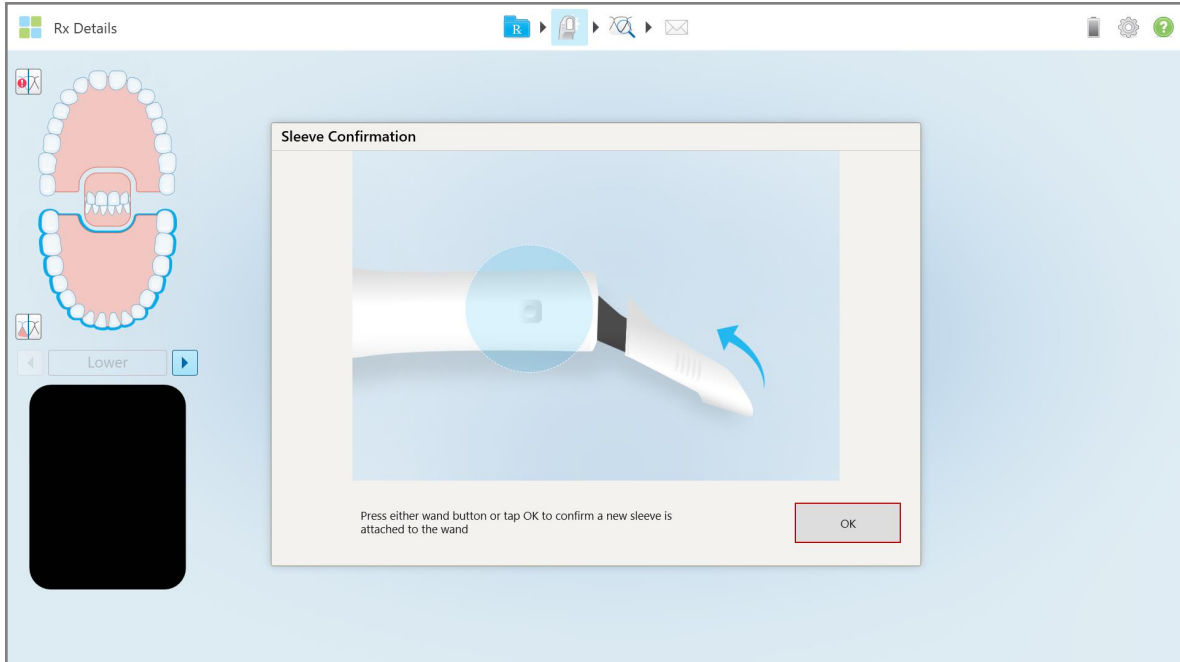 Rx Details
R
Sleeve Confirmation
Lower
Press either wand button or tap OK to confirm a new sleeve is
attached to the wand
OK
?